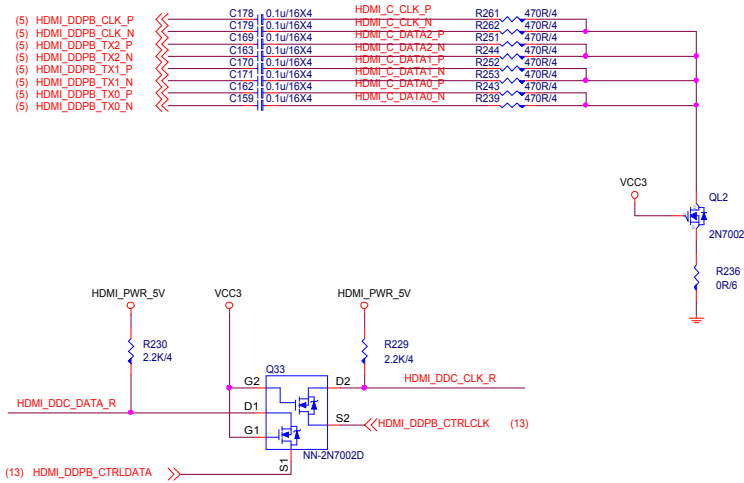 (5) HDMI_DDPB_CLK_P C178 0.1u/16X4 HDMI_C_CLK_P R261 470R/4
(5) HDMI_DDPB_CLK_N C179 0.1u/16X4 HDMI_C_CLK_N R262 470R/4
(5) HDMI_DDPB_TX2_P C169 0.1u/16X4 HDMI_C_DATA2_P R251 470R/4
(5) HDMI_DDPB_TX2_N C163 0.1u/16X4 HDMI_C_DATA2_N R244 470R/4
(5) HDMI_DDPB_TX1_P C170 0.1u/16X4 HDMI_C_DATA1_P R252 470R/4
(5) HDMI_DDPB_TX1_N C171 0.1u/16X4 HDMI_C_DATA1_N R253 470R/4
(5) HDMI_DDPB_TX0_P C162 0.1u/16X4 HDMI_C_DATA0_P R243 470R/4
(5) HDMI_DDPB_TX0_N C159 0.1u/16X4 HDMI_C_DATA0_N R239 470R/4
VCC3
QL2
2N7002
R236
0R/6
HDMI_PWR_5V VCC3 HDMI_PWR_5V
R230
2.2K/4
R229
2.2K/4
Q33
G2 D2 HDMI_DDC_CLK_R
HDMI_DDC_DATA_R D1
S2 HDMI_DDPB_CTRLCLK (13)
G1
NN-2N7002D
S1
(13) HDMI_DDPB_CTRLDATA